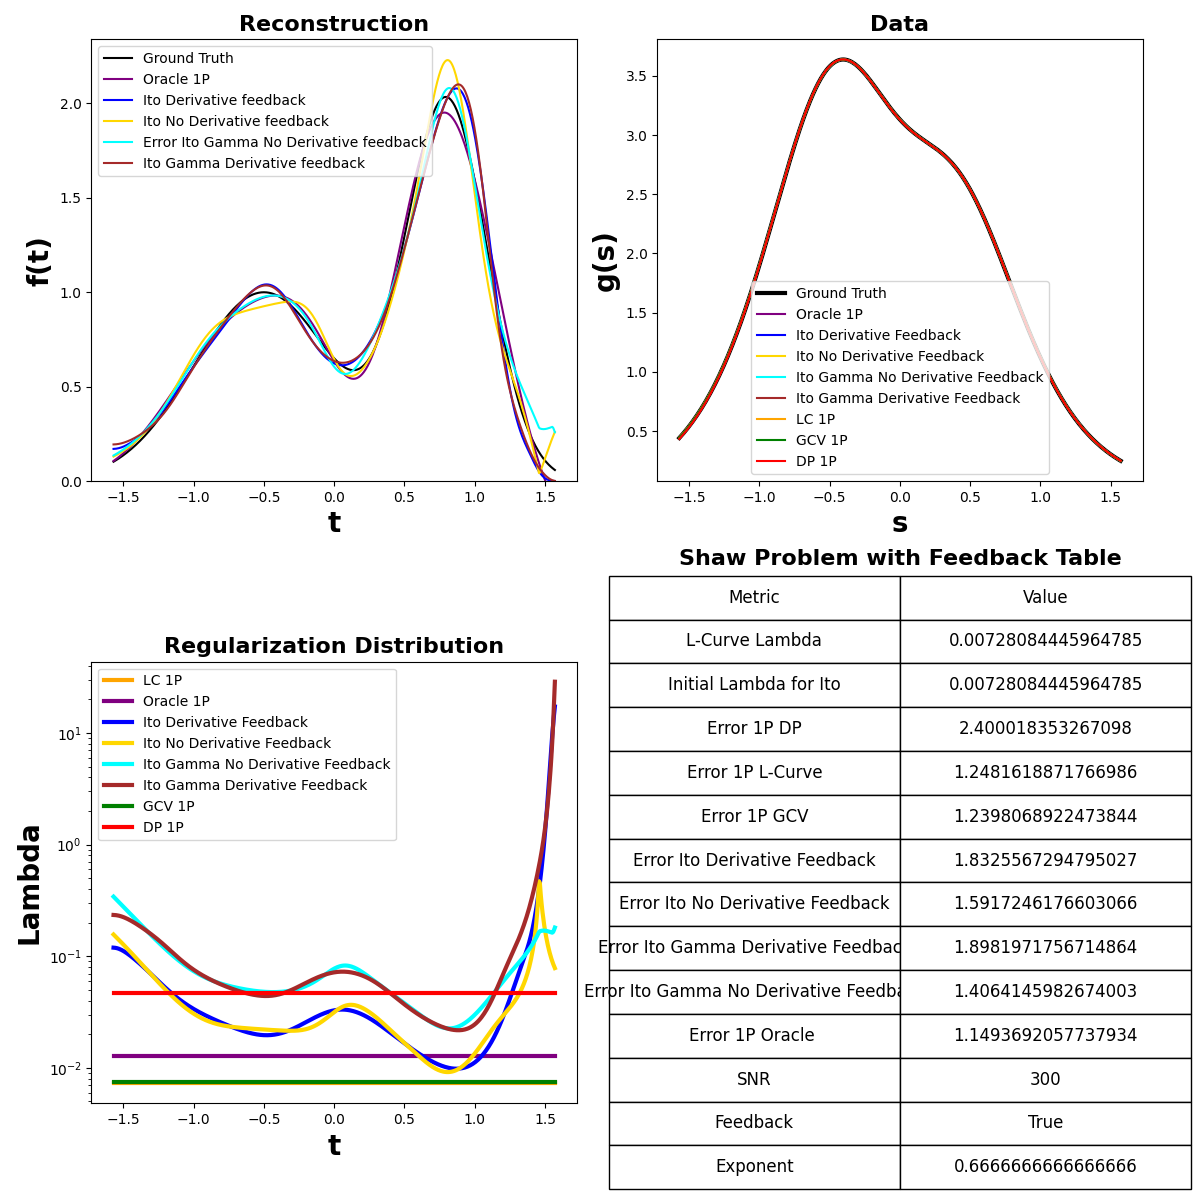 Reconstruction
Ground Truth
Oracle 1P
Ito Derivative feedback
Ito No Derivative feedback
Error Ito Gamma No Derivative feedback
Ito Gamma Derivative feedback
2.0
1.5
1.0
0.5
0.0
f(t)
−1.5 −1.0 −0.5 0.0 0.5 1.0 1.5
t
Data
3.5
3.0
2.5
2.0
1.5
1.0
0.5
g(s)
Ground Truth
Oracle 1P
Ito Derivative Feedback
Ito No Derivative Feedback
Ito Gamma No Derivative Feedback
Ito Gamma Derivative Feedback
LC 1P
GCV 1P
DP 1P
−1.5 −1.0 −0.5 0.0 0.5 1.0 1.5
s
Regularization Distribution
LC 1P
Oracle 1P
Ito Derivative Feedback
Ito No Derivative Feedback
Ito Gamma No Derivative Feedback
Ito Gamma Derivative Feedback
GCV 1P
DP 1P
10¹
10⁰
10⁻¹
10⁻²
Lambda
−1.5 −1.0 −0.5 0.0 0.5 1.0 1.5
t
Shaw Problem with Feedback Table
Metric Value
L-Curve Lambda 0.00728084445964785
Initial Lambda for Ito 0.00728084445964785
Error 1P DP 2.400018353267098
Error 1P L-Curve 1.2481618871766986
Error 1P GCV 1.2398068922473844
Error Ito Derivative Feedback 1.8325567294795027
Error Ito No Derivative Feedback 1.5917246176603066
Error Ito Gamma Derivative Feedbac 1.8981971756714864
Error Ito Gamma No Derivative Feedba 1.4064145982674003
Error 1P Oracle 1.1493692057737934
SNR 300
Feedback True
Exponent 0.6666666666666666